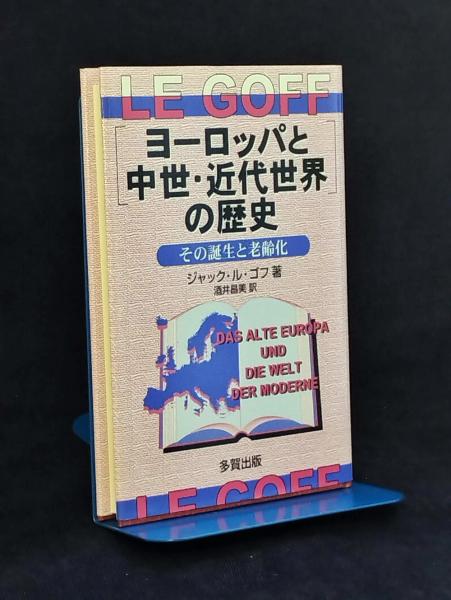 LE GOFF
ヨーロッパと
中世・近代世界
の歴史
その誕生と老齢化
ジャック・ル・ゴフ 著
酒井昌美 訳
DAS ALTE EUROPA
UND
DIE WELT
DER MODERNE
多賀出版
LE GOFF